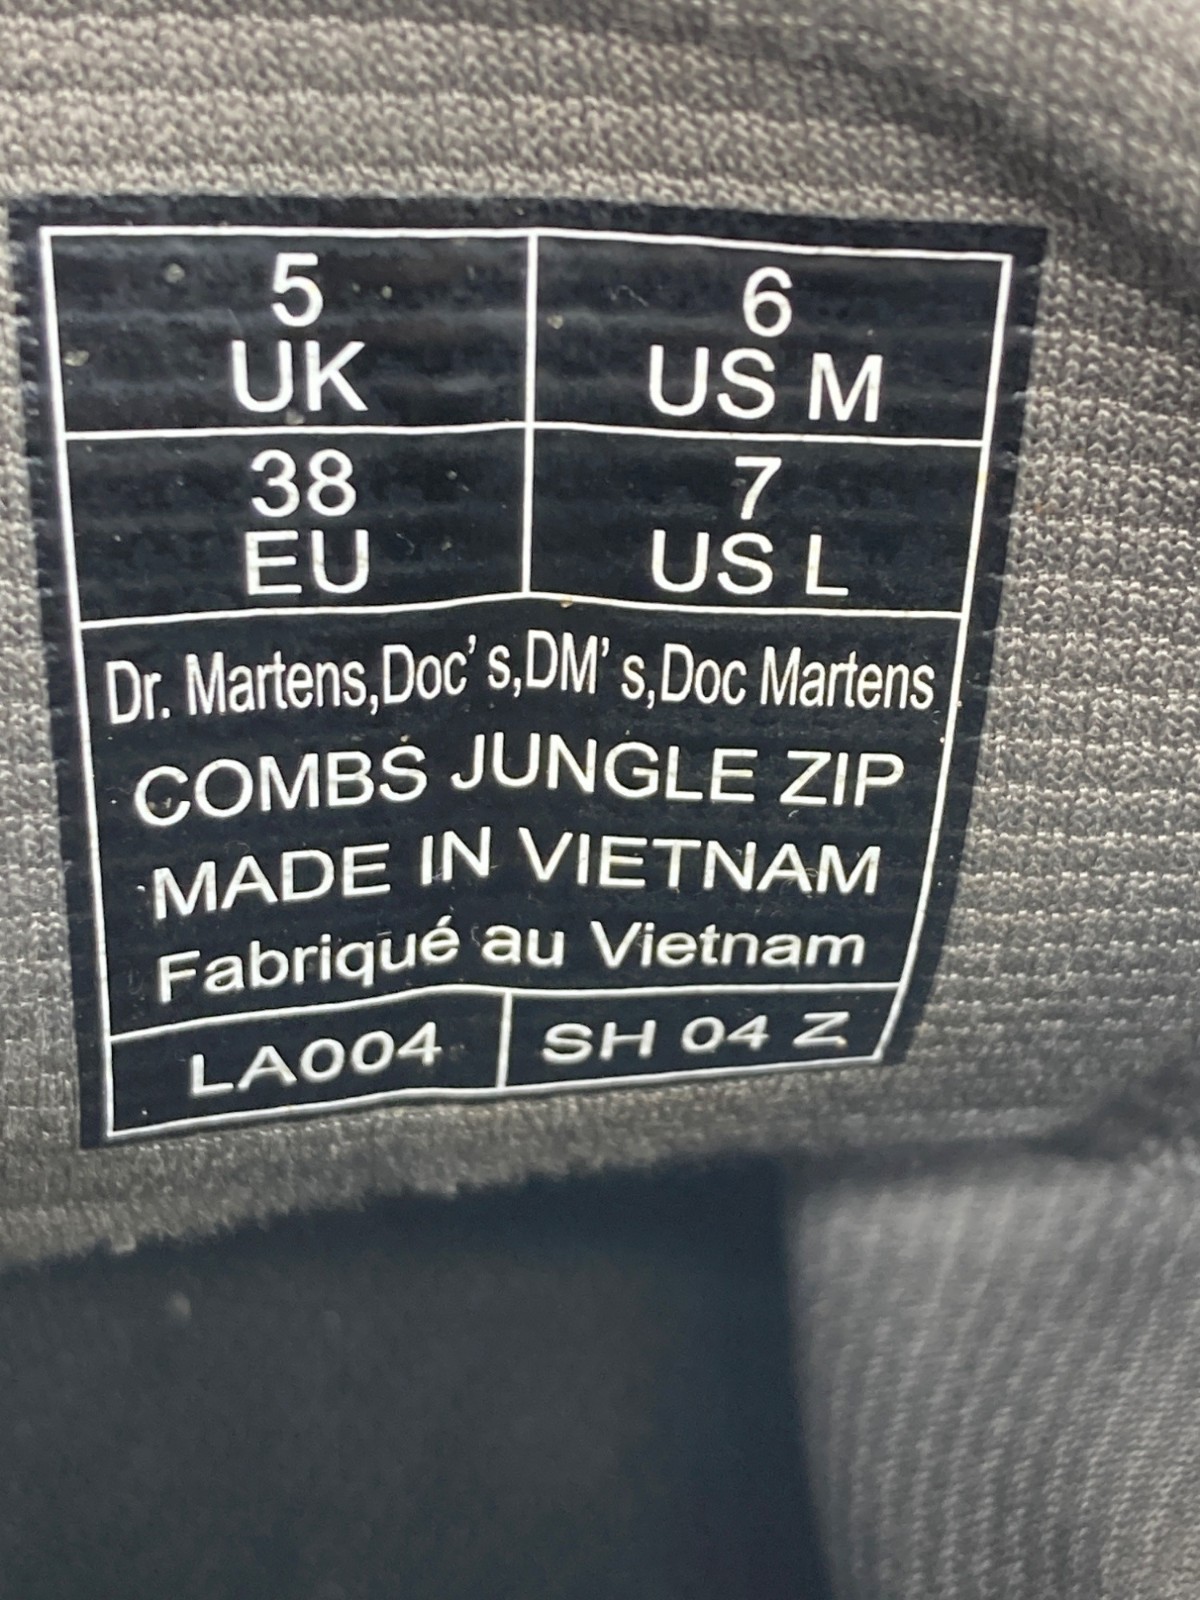 5
UK
6
US M
38
EU
7
US L
Dr. Martens,Doc's,DM's,Doc Martens
COMBS JUNGLE ZIP
MADE IN VIETNAM
Fabriqué au Vietnam
LA004
SH 04 Z